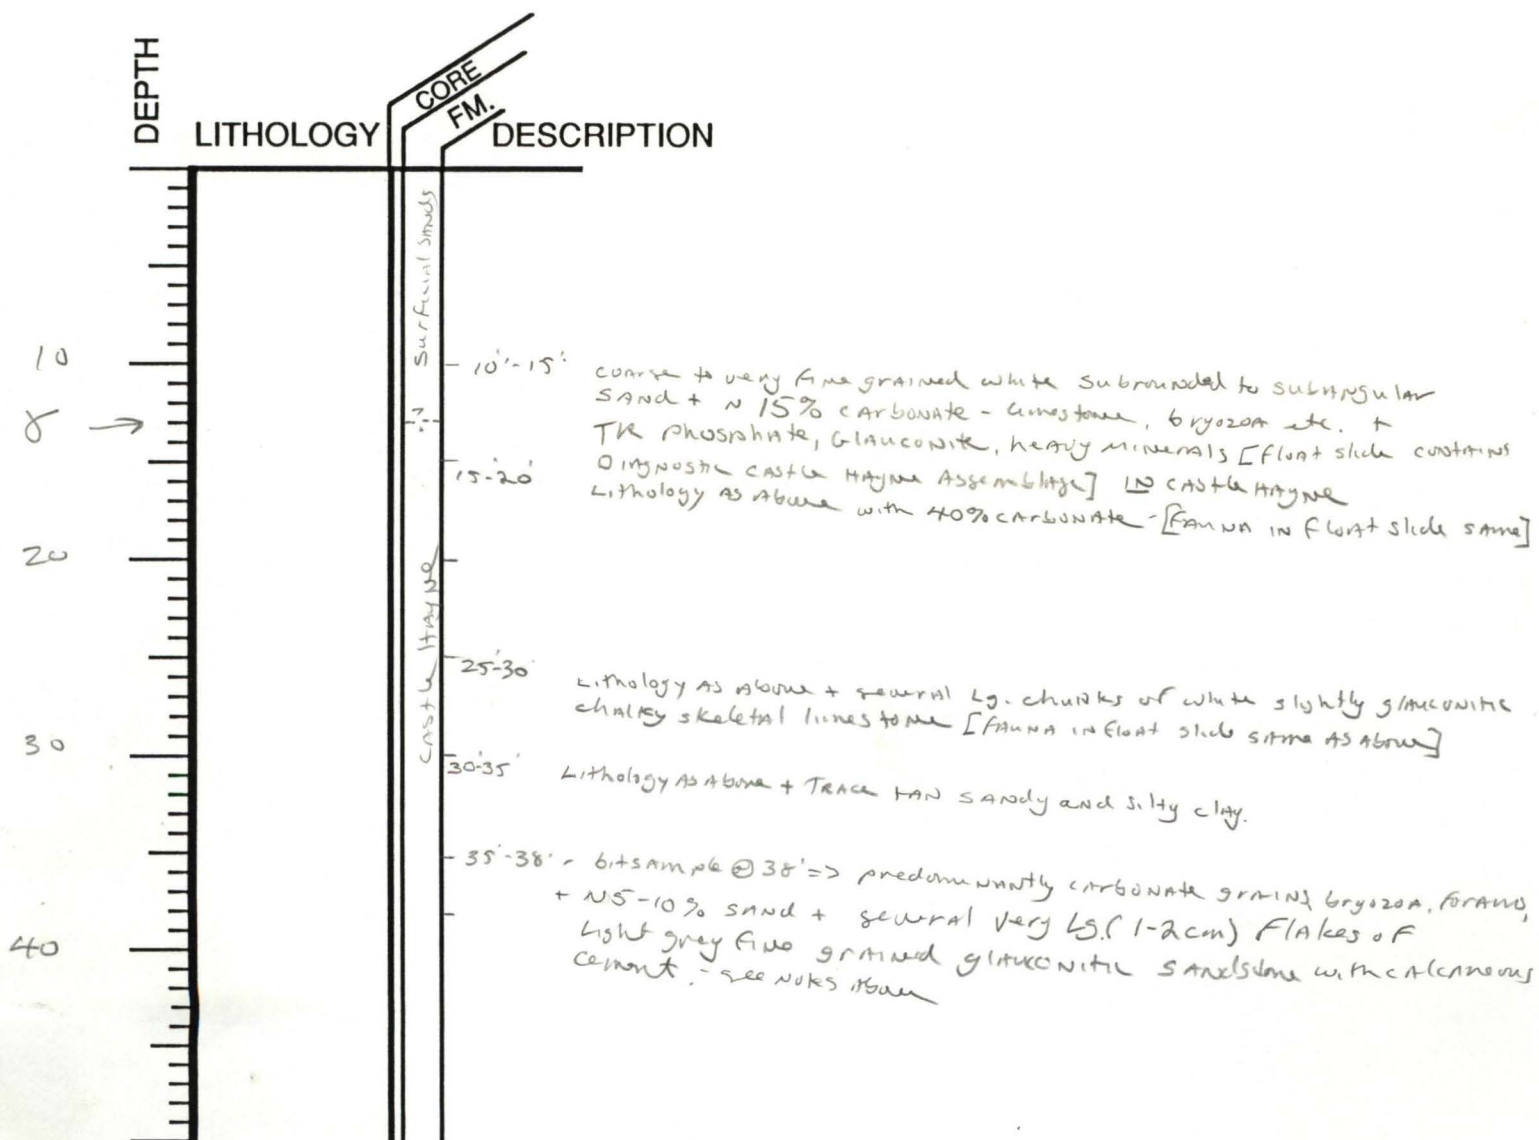 DEPTH
LITHOLOGY
CORE
FM.
DESCRIPTION
Surficial Sands
10
10'-15' coarse to very fine grained white subrounded to subangular
sand + ~ 15% carbonate - limestone, bryozoa etc. +
γ → -?-
TR phosphate, Glauconite, heavy minerals [float slide contains
Diagnostic Castle Hayne Assemblage] IN Castle Hayne
15'-20' Lithology As Above with 40% carbonate - [Fauna in float slide same]
20
Castle Hayne
25'-30' Lithology As Above + several Lg. chunks of white slightly glauconitic
chalky skeletal limestone [fauna in float slide same As Above]
30
30'-35' Lithology As Above + Trace tan sandy and silty clay.
35'-38' - bit sample @ 38' => predominantly carbonate grains, bryozoa, forams,
+ ~5-10% sand + several very Lg. (1-2cm) Flakes of
40
Light grey fine grained glauconitic sandstone with calcareous
cement. - see notes above